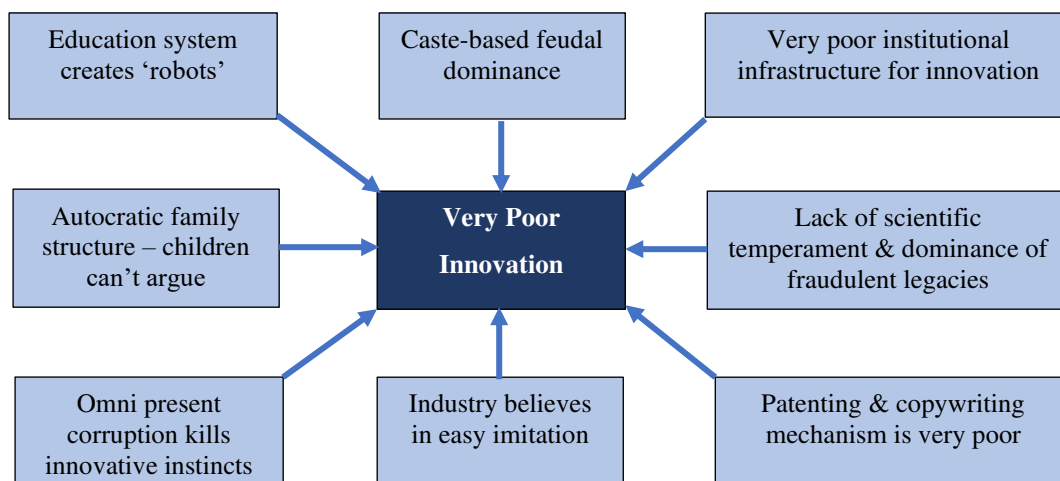 Education system
creates ‘robots’
Caste-based feudal
dominance
Very poor institutional
infrastructure for innovation
Autocratic family
structure – children
can’t argue
Very Poor
Innovation
Lack of scientific
temperament & dominance of
fraudulent legacies
Omni present
corruption kills
innovative instincts
Industry believes
in easy imitation
Patenting & copywriting
mechanism is very poor